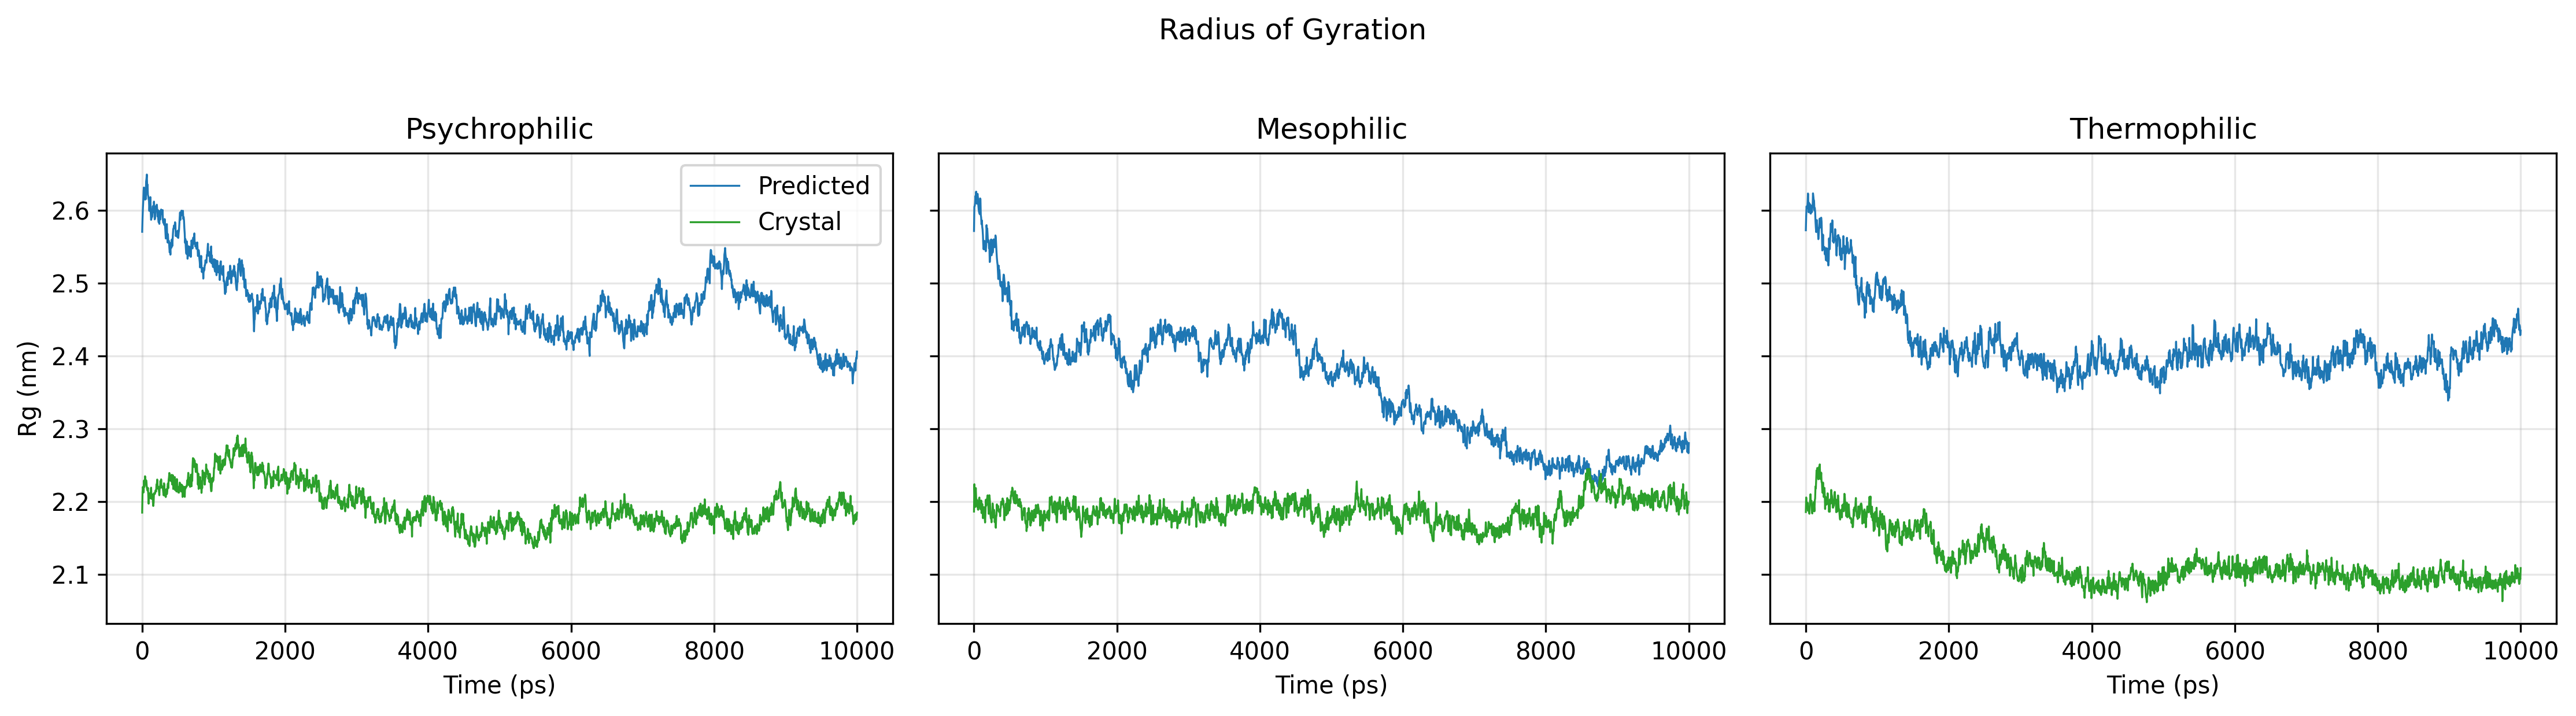 Radius of Gyration
Psychrophilic
Mesophilic
Thermophilic
Predicted
Crystal
Rg (nm)
2.6
2.5
2.4
2.3
2.2
2.1
0 2000 4000 6000 8000 10000
0 2000 4000 6000 8000 10000
0 2000 4000 6000 8000 10000
Time (ps)
Time (ps)
Time (ps)